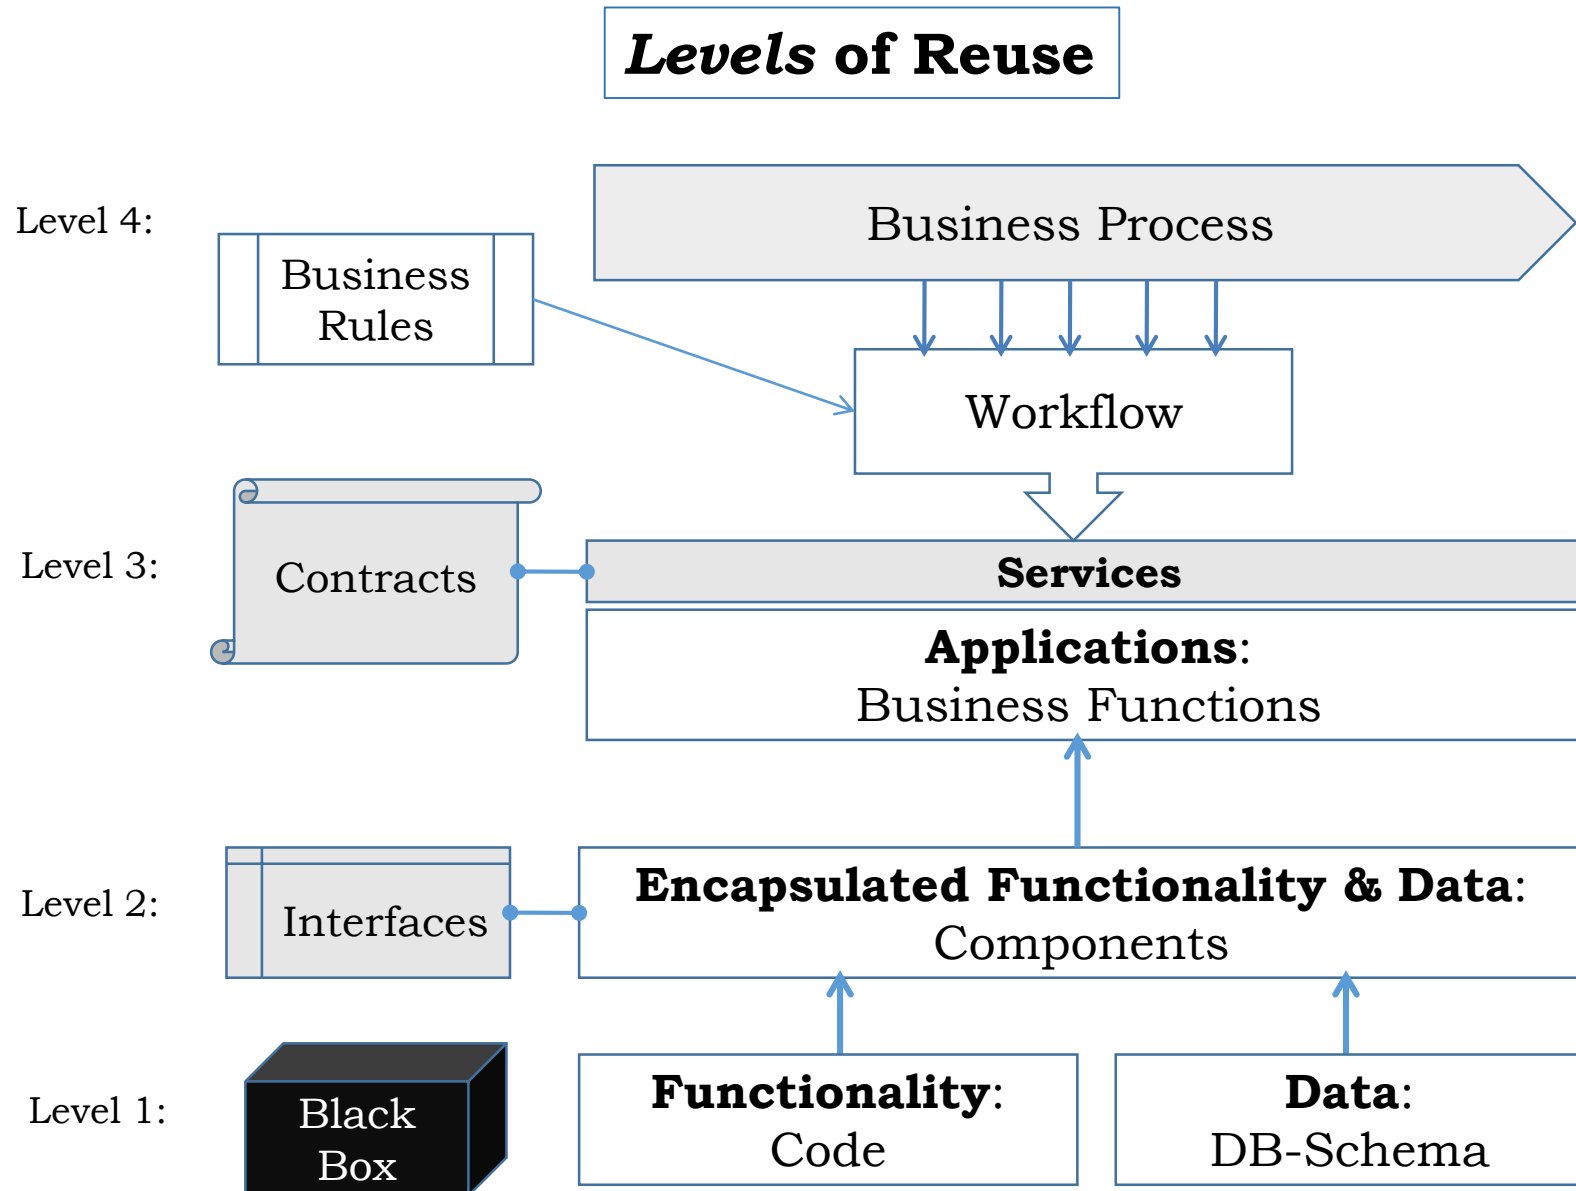 Levels of Reuse
Level 4:
Business Process
Business
Rules
Workflow
Level 3:
Contracts
Services
Applications:
Business Functions
Level 2:
Interfaces
Encapsulated Functionality & Data:
Components
Level 1:
Black
Box
Functionality:
Code
Data:
DB-Schema